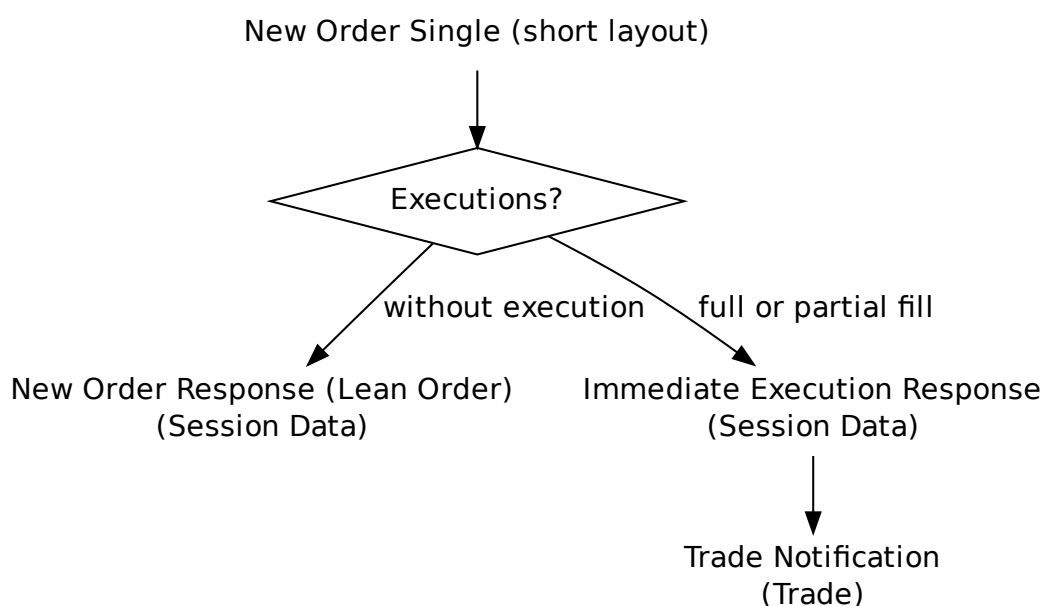 New Order Single (short layout)
Executions?
without execution
full or partial fill
New Order Response (Lean Order)
(Session Data)
Immediate Execution Response
(Session Data)
Trade Notification
(Trade)